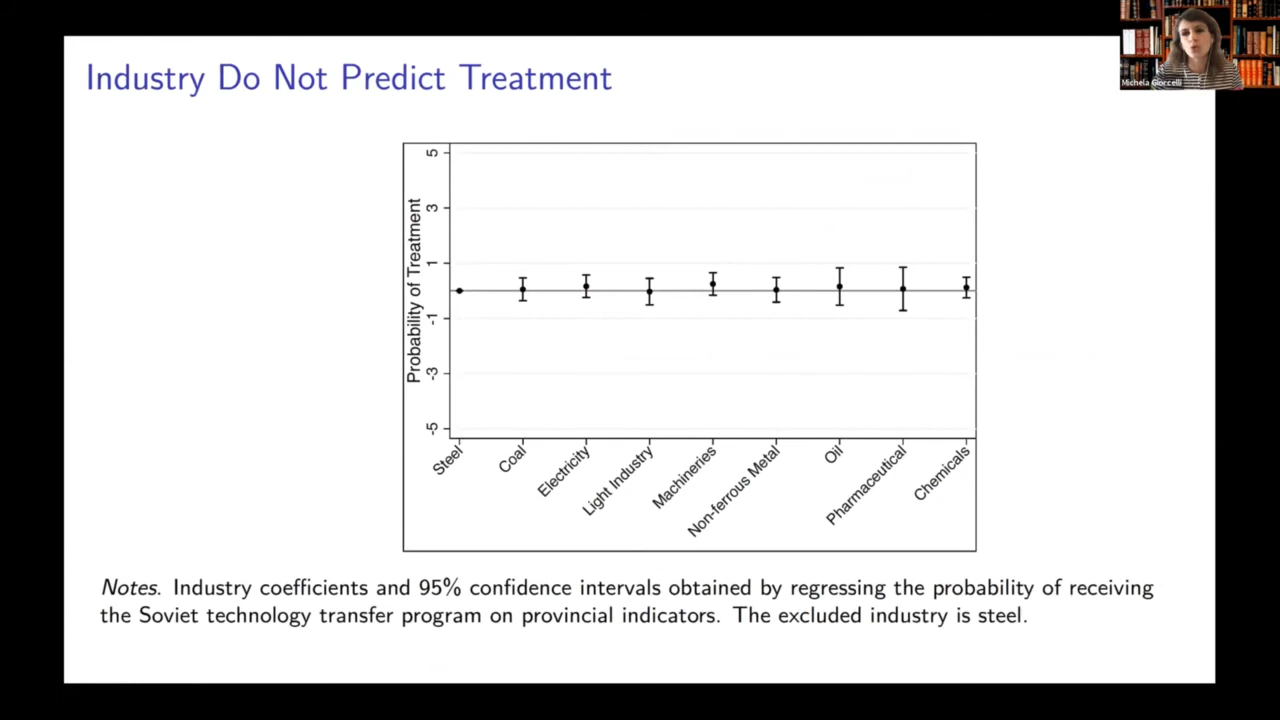 Industry Do Not Predict Treatment
Michela Giorcelli
Probability of Treatment
5
3
1
-1
-3
-5
Steel
Coal
Electricity
Light Industry
Machineries
Non-ferrous Metal
Oil
Pharmaceutical
Chemicals
Notes. Industry coefficients and 95% confidence intervals obtained by regressing the probability of receiving
the Soviet technology transfer program on provincial indicators. The excluded industry is steel.